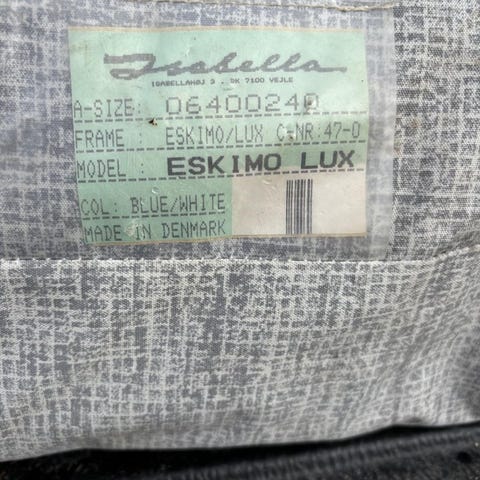 Isabella
ISABELLAHØJ 3 . DK 7100 VEJLE
A-SIZE: 06400240
FRAME ESKIMO/LUX C-NR:47-0
MODEL : ESKIMO LUX
COL: BLUE/WHITE
MADE IN DENMARK